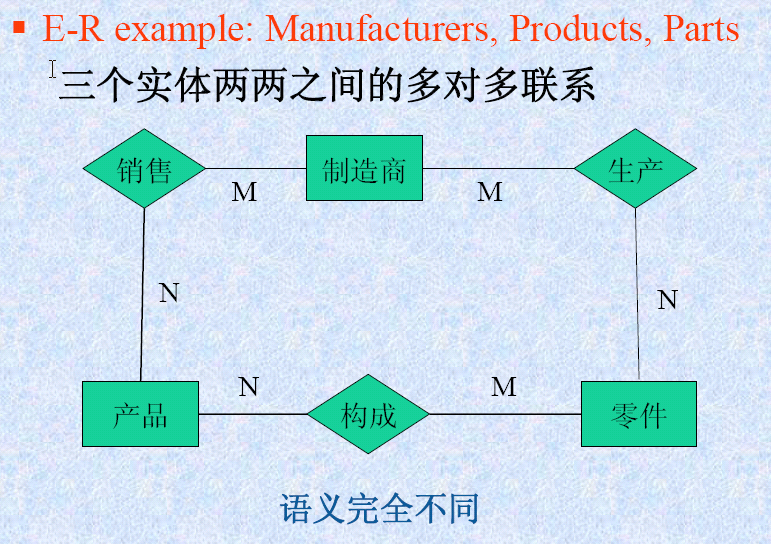 E-R example: Manufacturers, Products, Parts
三个实体两两之间的多对多联系
销售
制造商
生产
M
M
N
N
产品
N
构成
M
零件
语义完全不同